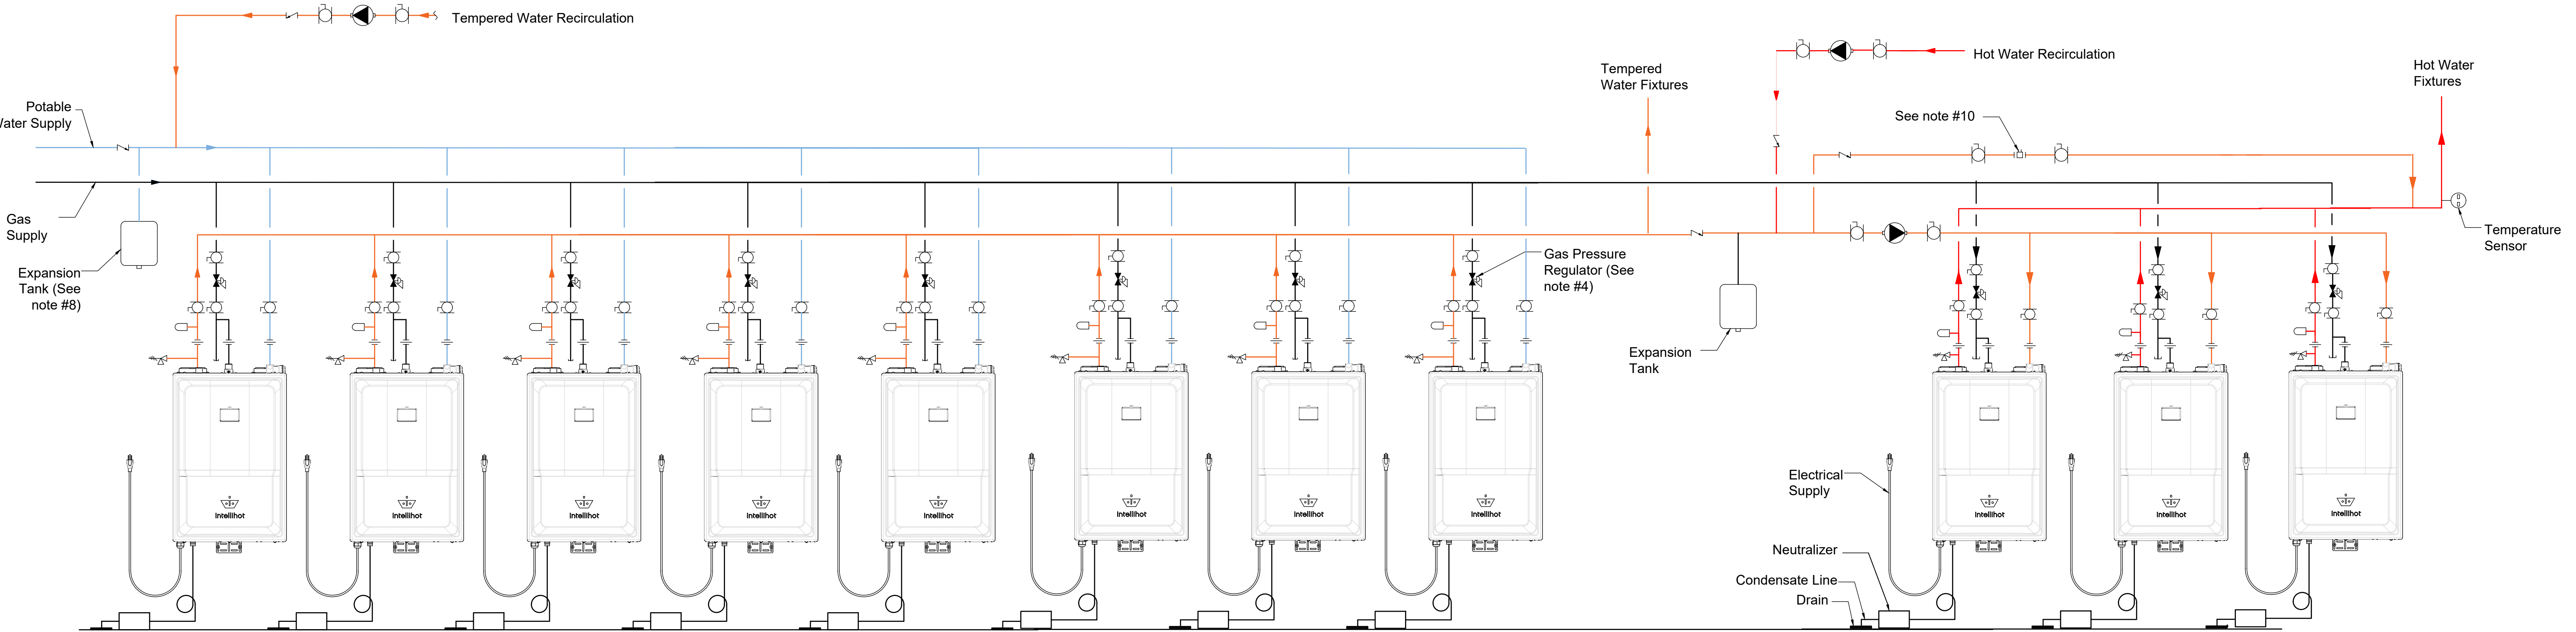 Tempered Water Recirculation
Hot Water Recirculation
Tempered
Water Fixtures
Hot Water
Fixtures
Potable
Water Supply
See note #10
Gas
Supply
Temperature
Sensor
Expansion
Tank (See
note #8)
Gas Pressure
Regulator (See
note #4)
Expansion
Tank
Electrical
Supply
intellihot
intellihot
intellihot
intellihot
intellihot
intellihot
intellihot
intellihot
intellihot
intellihot
intellihot
Neutralizer
Condensate Line
Drain